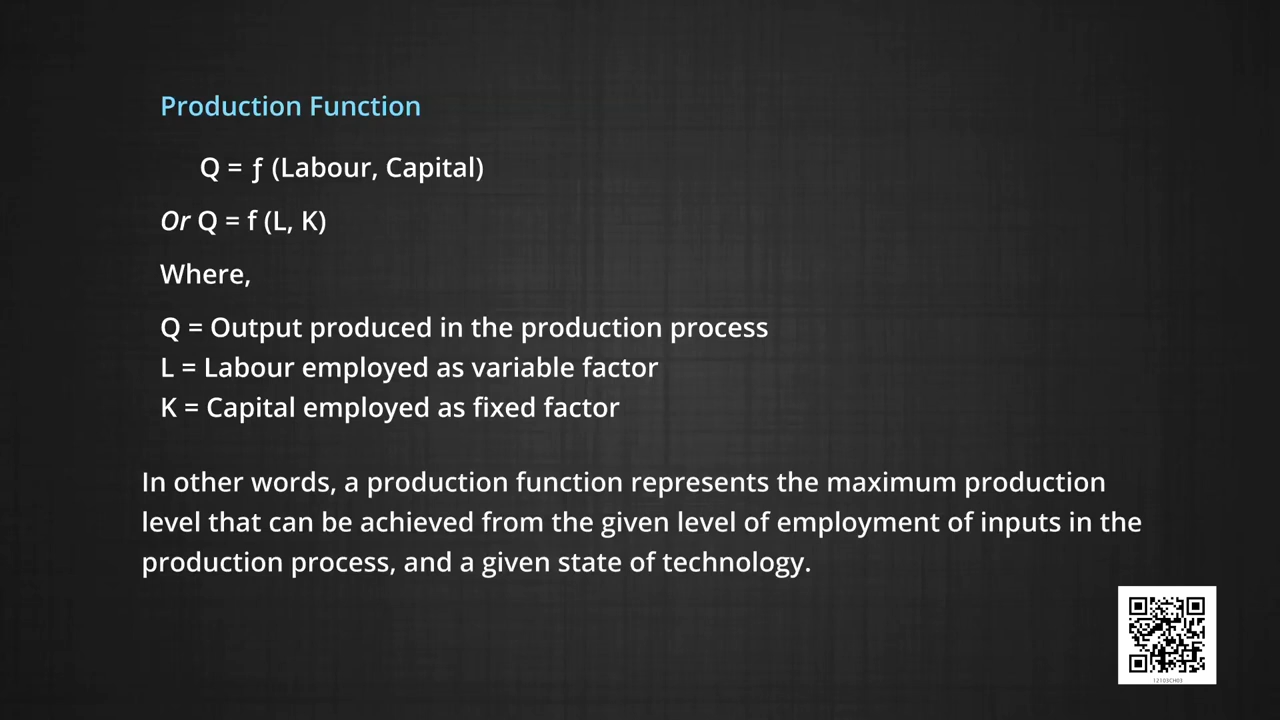 Production Function
Q = ƒ (Labour, Capital)
Or Q = f (L, K)
Where,
Q = Output produced in the production process
L = Labour employed as variable factor
K = Capital employed as fixed factor
In other words, a production function represents the maximum production
level that can be achieved from the given level of employment of inputs in the
production process, and a given state of technology.
12103CH03